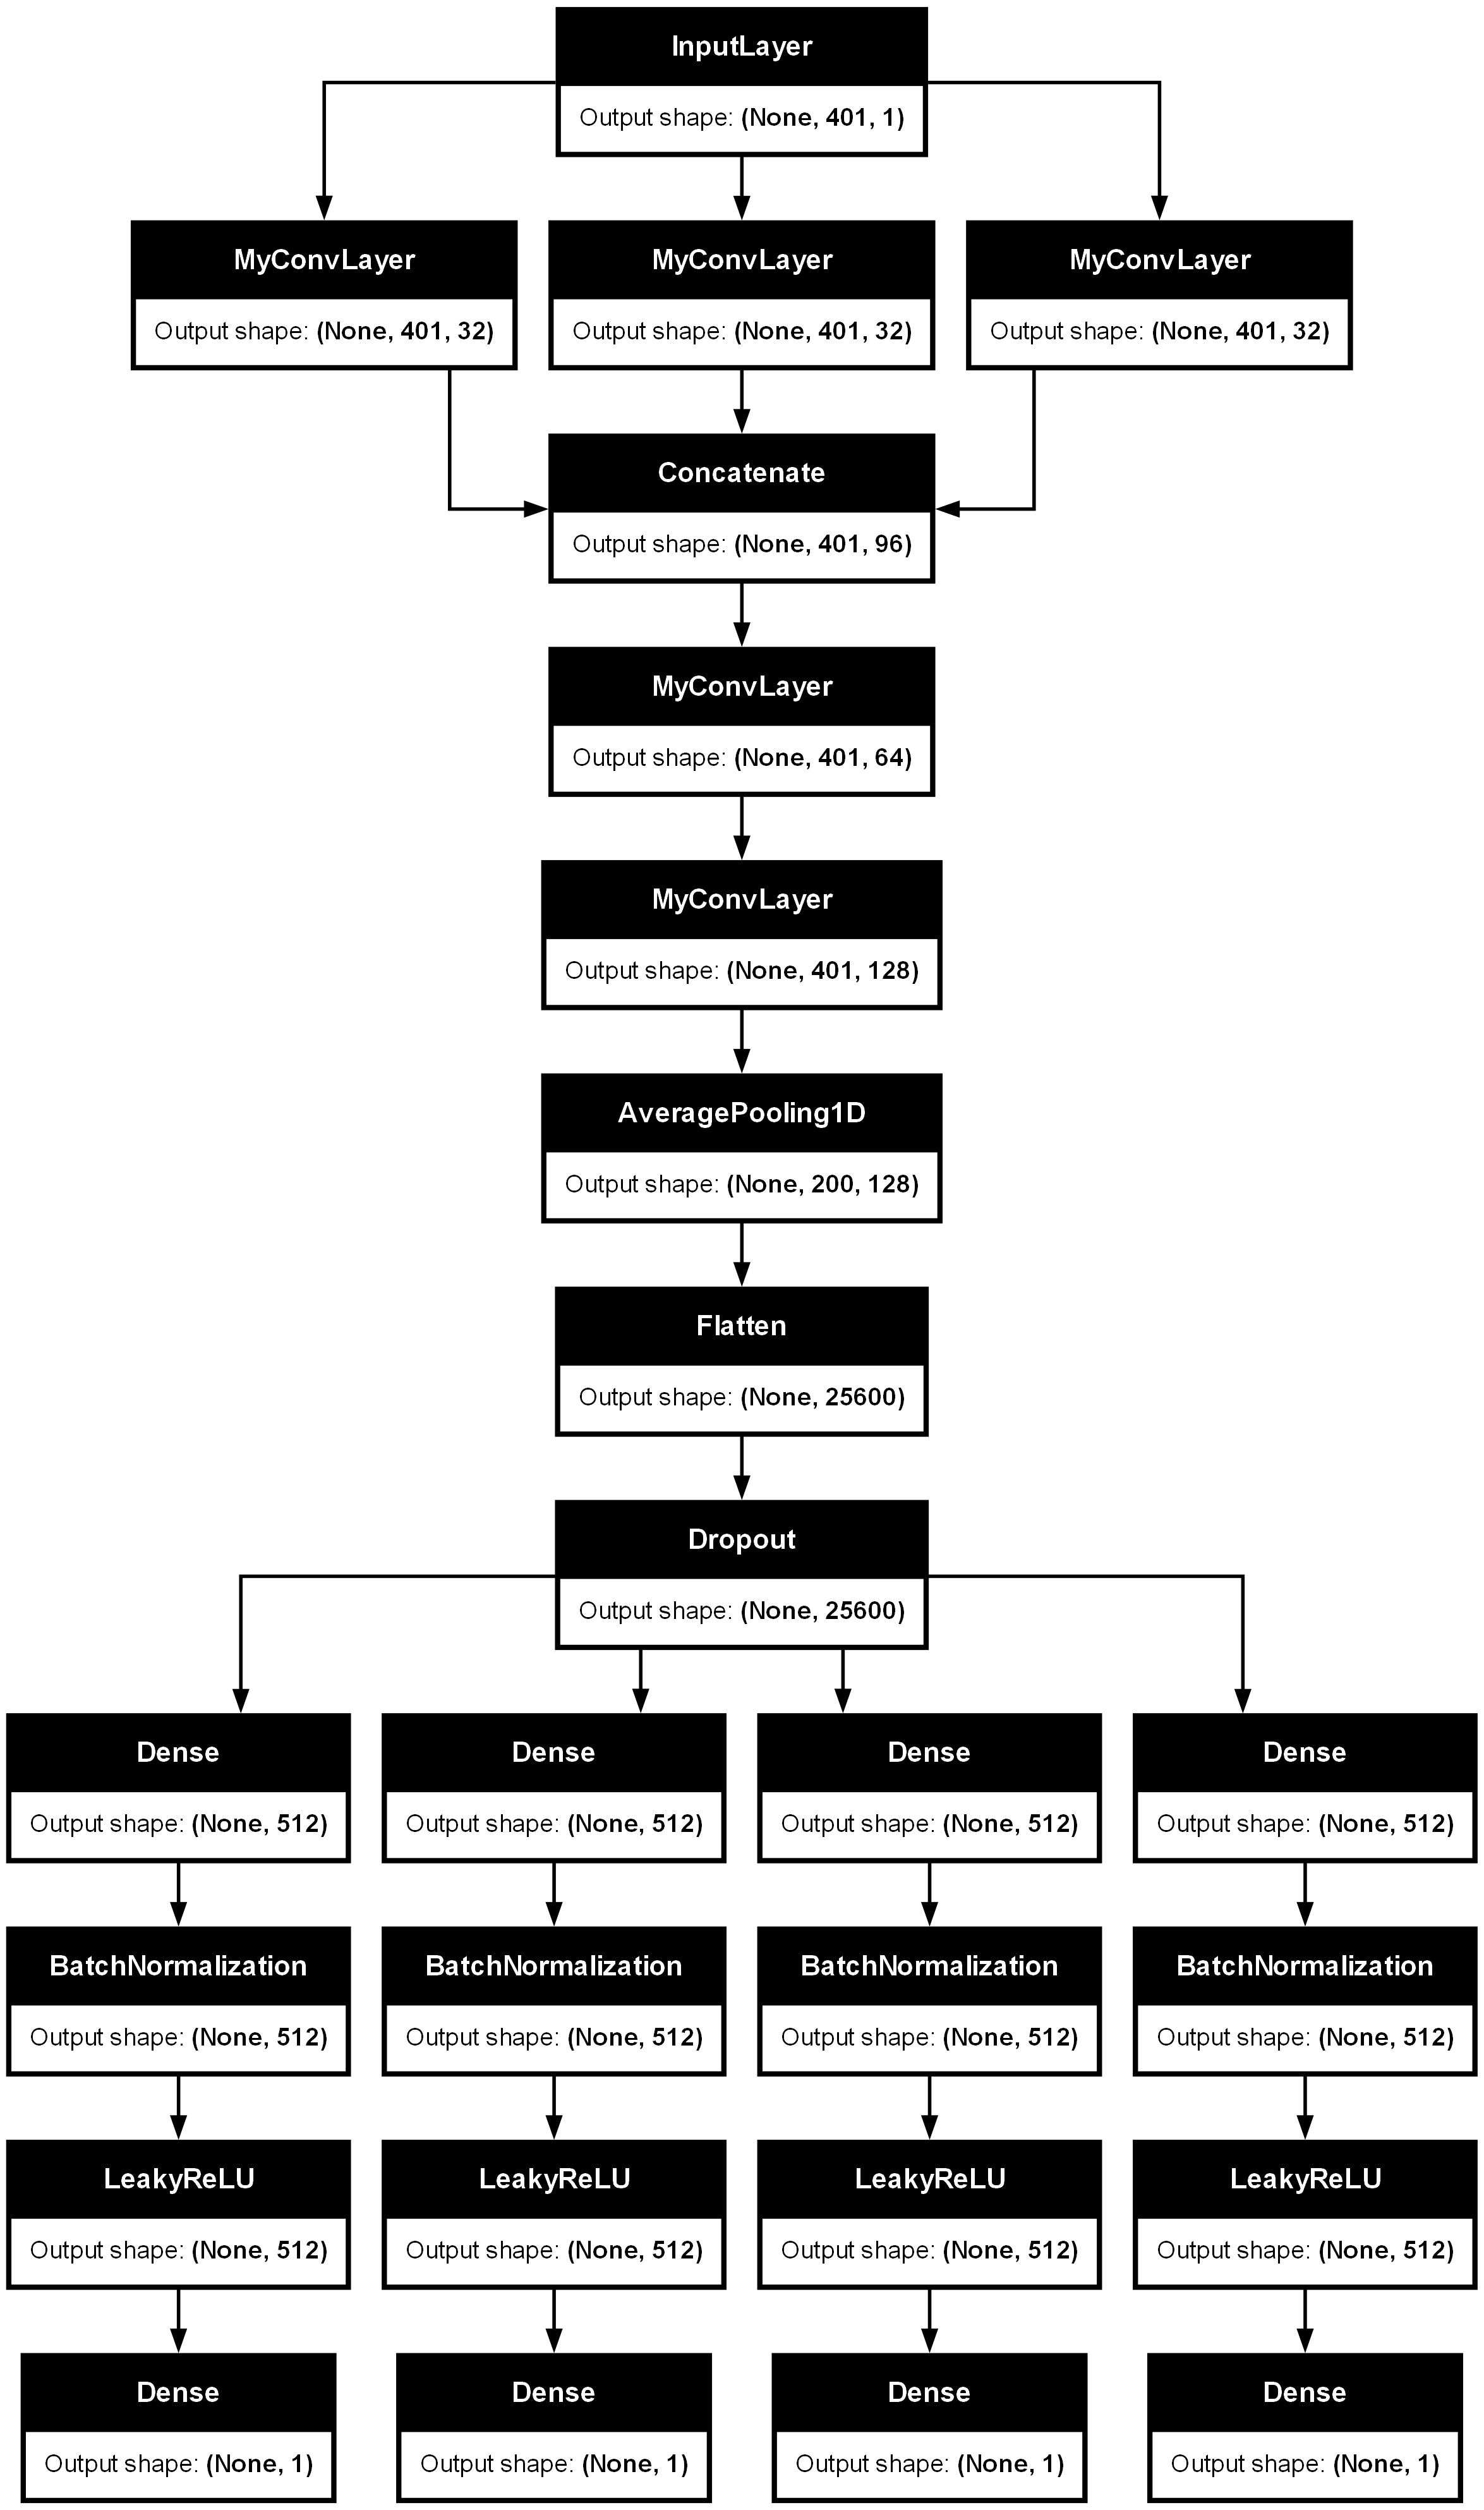 InputLayer
Output shape: (None, 401, 1)
MyConvLayer
Output shape: (None, 401, 32)
MyConvLayer
Output shape: (None, 401, 32)
MyConvLayer
Output shape: (None, 401, 32)
Concatenate
Output shape: (None, 401, 96)
MyConvLayer
Output shape: (None, 401, 64)
MyConvLayer
Output shape: (None, 401, 128)
AveragePooling1D
Output shape: (None, 200, 128)
Flatten
Output shape: (None, 25600)
Dropout
Output shape: (None, 25600)
Dense
Output shape: (None, 512)
Dense
Output shape: (None, 512)
Dense
Output shape: (None, 512)
Dense
Output shape: (None, 512)
BatchNormalization
Output shape: (None, 512)
BatchNormalization
Output shape: (None, 512)
BatchNormalization
Output shape: (None, 512)
BatchNormalization
Output shape: (None, 512)
LeakyReLU
Output shape: (None, 512)
LeakyReLU
Output shape: (None, 512)
LeakyReLU
Output shape: (None, 512)
LeakyReLU
Output shape: (None, 512)
Dense
Output shape: (None, 1)
Dense
Output shape: (None, 1)
Dense
Output shape: (None, 1)
Dense
Output shape: (None, 1)